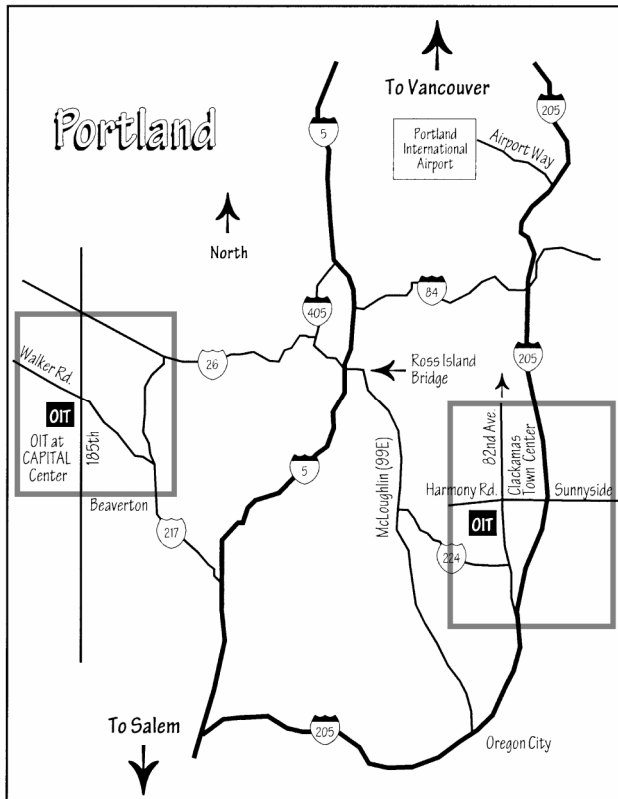 To Vancouver
Portland
5
205
Portland
International
Airport
Airport Way
North
405
84
26
Ross Island
Bridge
205
Walker Rd.
OIT
OIT at
CAPITAL
Center
185th
Beaverton
217
5
McLoughlin (99E)
82nd Ave.
Clackamas
Town Center
Harmony Rd.
Sunnyside
OIT
224
To Salem
205
Oregon City